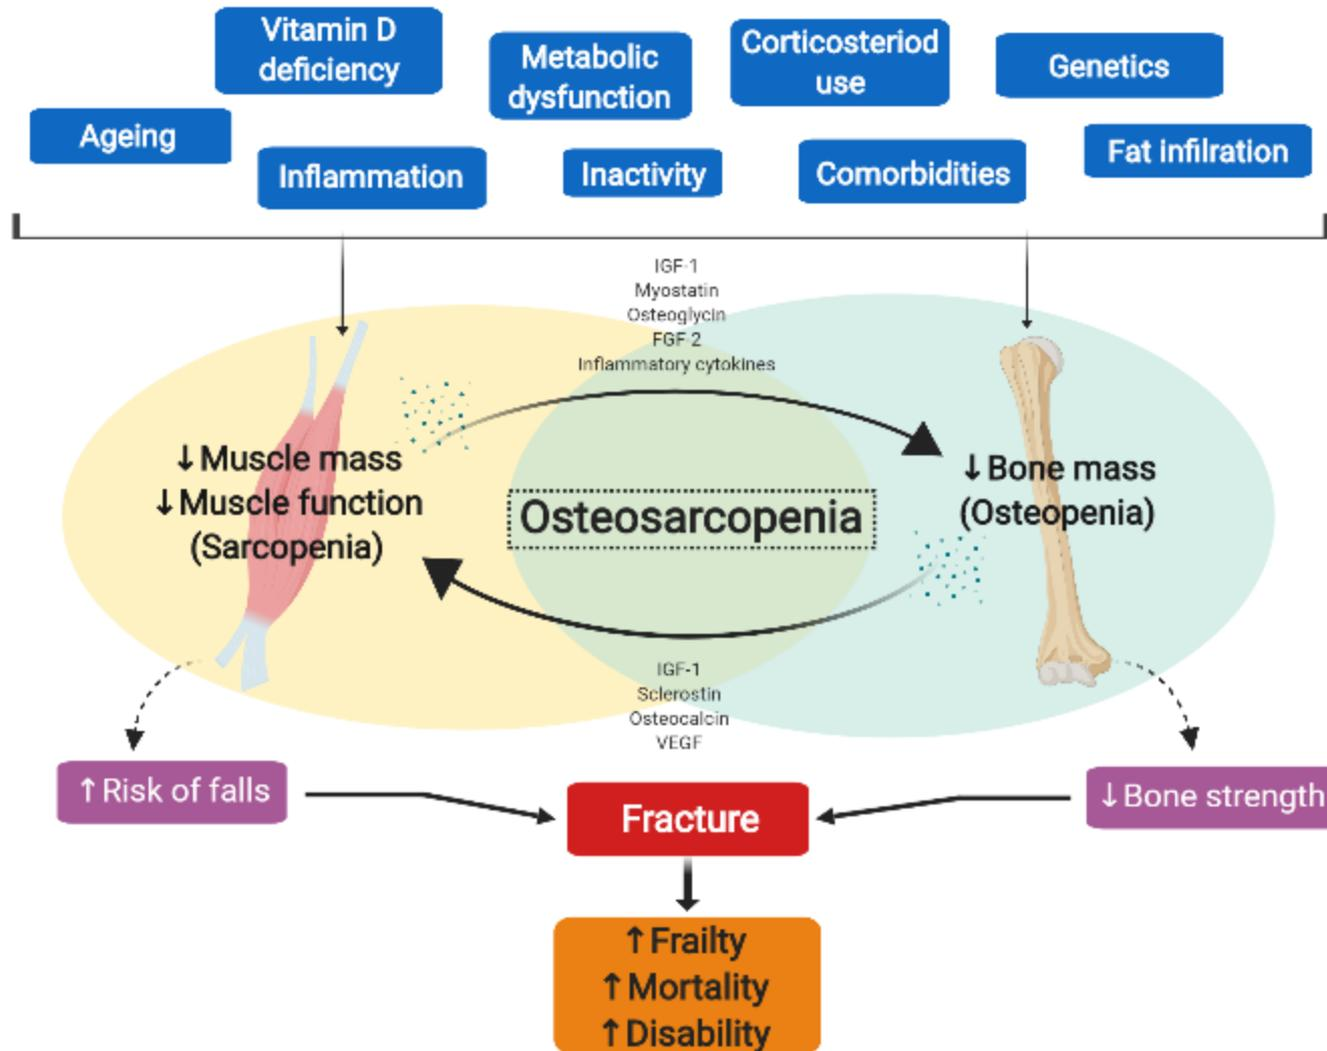 Vitamin D
deficiency
Metabolic
dysfunction
Corticosteriod
use
Genetics
Ageing
Inflammation
Inactivity
Comorbidities
Fat infilration
IGF-1
Myostatin
Osteoglycin
FGF-2
Inflammatory cytokines
↓Muscle mass
↓Muscle function
(Sarcopenia)
Osteosarcopenia
↓Bone mass
(Osteopenia)
IGF-1
Sclerostin
Osteocalcin
VEGF
↑Risk of falls
Fracture
↓Bone strength
↑Frailty
↑Mortality
↑Disability